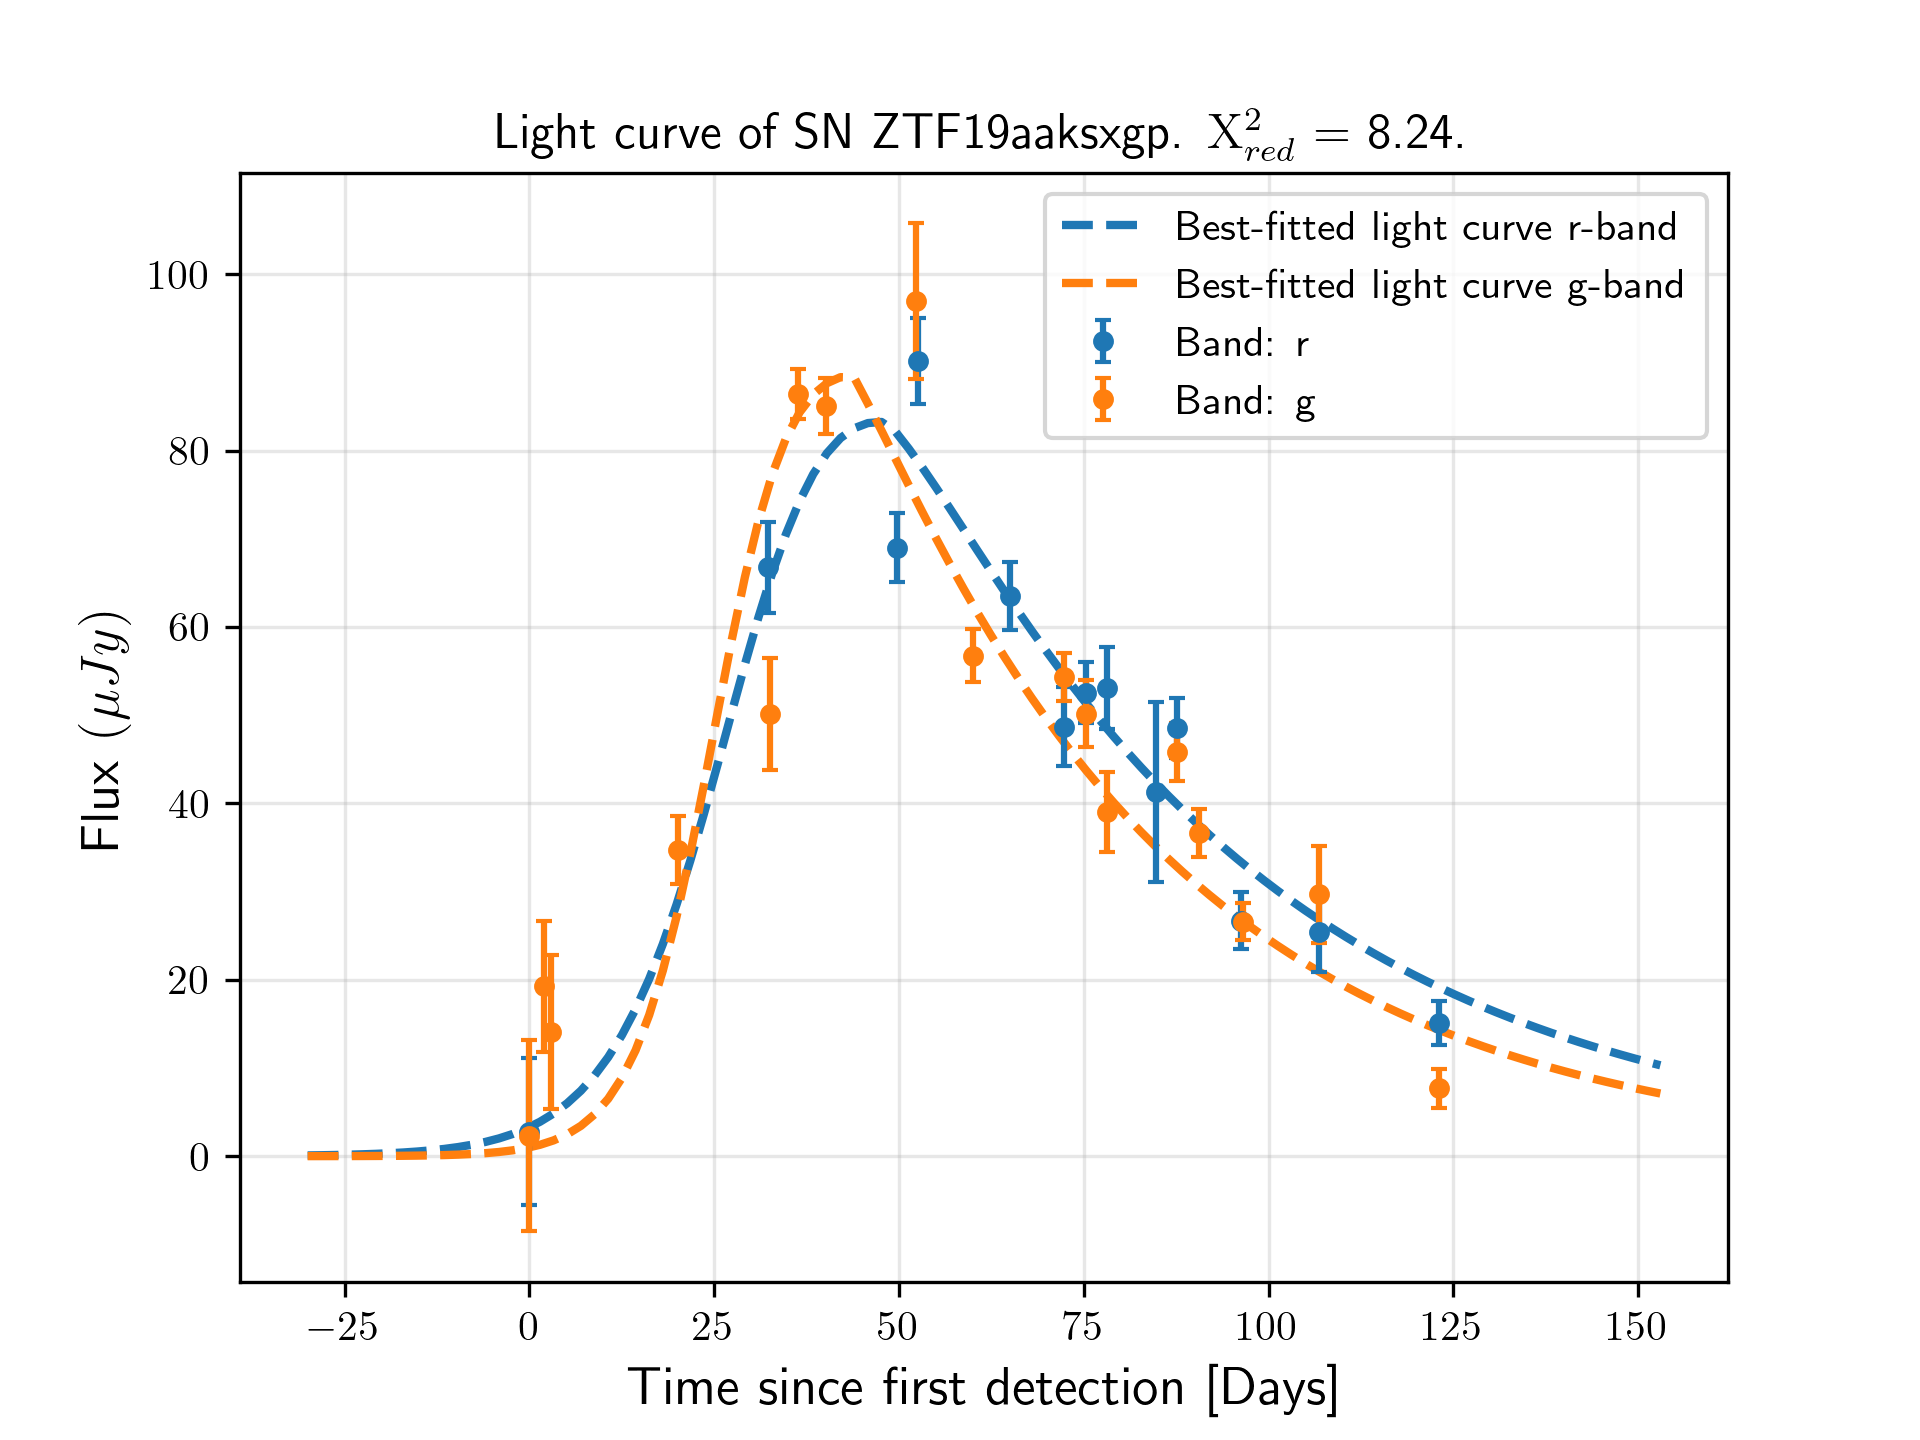 Light curve of SN ZTF19aaksxgp. X²_red = 8.24.
Best-fitted light curve r-band
Best-fitted light curve g-band
Band: r
Band: g
100
80
60
40
20
0
Flux (μJy)
−25 0 25 50 75 100 125 150
Time since first detection [Days]